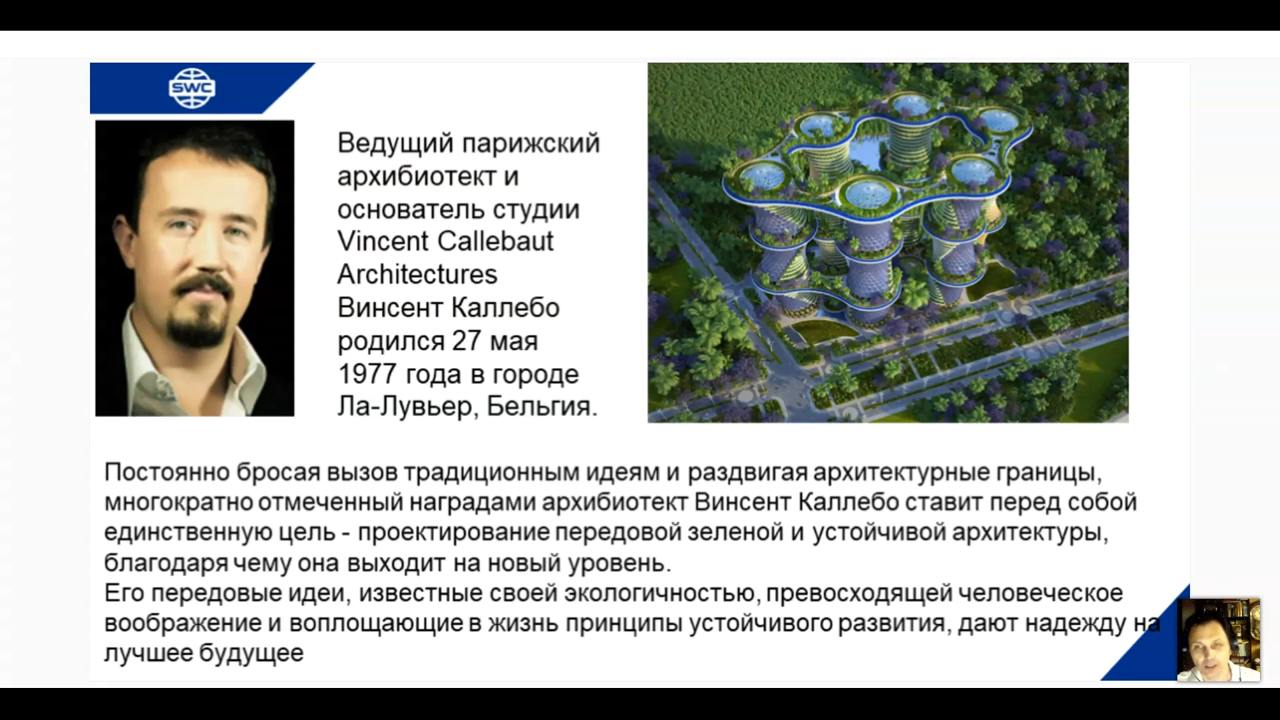 SWC
Ведущий парижский
архибиотект и
основатель студии
Vincent Callebaut
Architectures
Винсент Каллебо
родился 27 мая
1977 года в городе
Ла-Лувьер, Бельгия.
Постоянно бросая вызов традиционным идеям и раздвигая архитектурные границы,
многократно отмеченный наградами архибиотект Винсент Каллебо ставит перед собой
единственную цель - проектирование передовой зеленой и устойчивой архитектуры,
благодаря чему она выходит на новый уровень.
Его передовые идеи, известные своей экологичностью, превосходящей человеческое
воображение и воплощающие в жизнь принципы устойчивого развития, дают надежду на
лучшее будущее